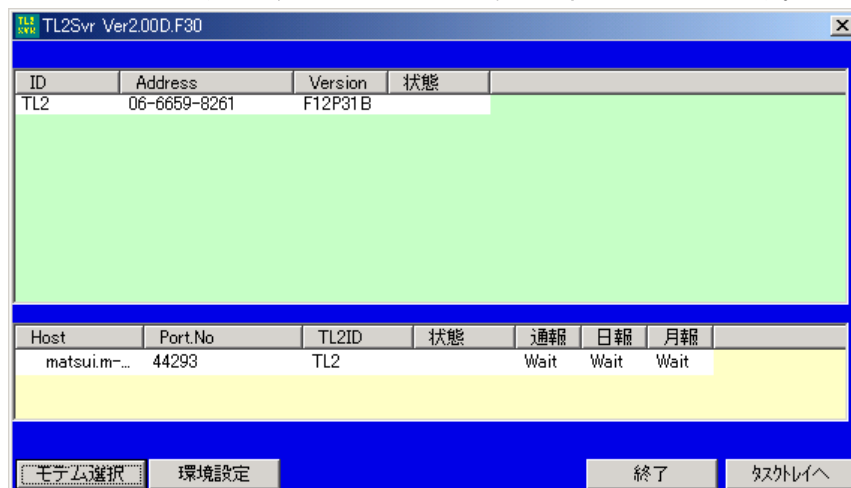 TL2 SVR TL2Svr Ver2.00D.F30
ID Address Version 状態
TL2 06-6659-8261 F12P31B
Host Port.No TL2ID 状態 通報 日報 月報
matsui.m-... 44293 TL2 Wait Wait Wait
モデム選択 環境設定 終了 タスクトレイへ